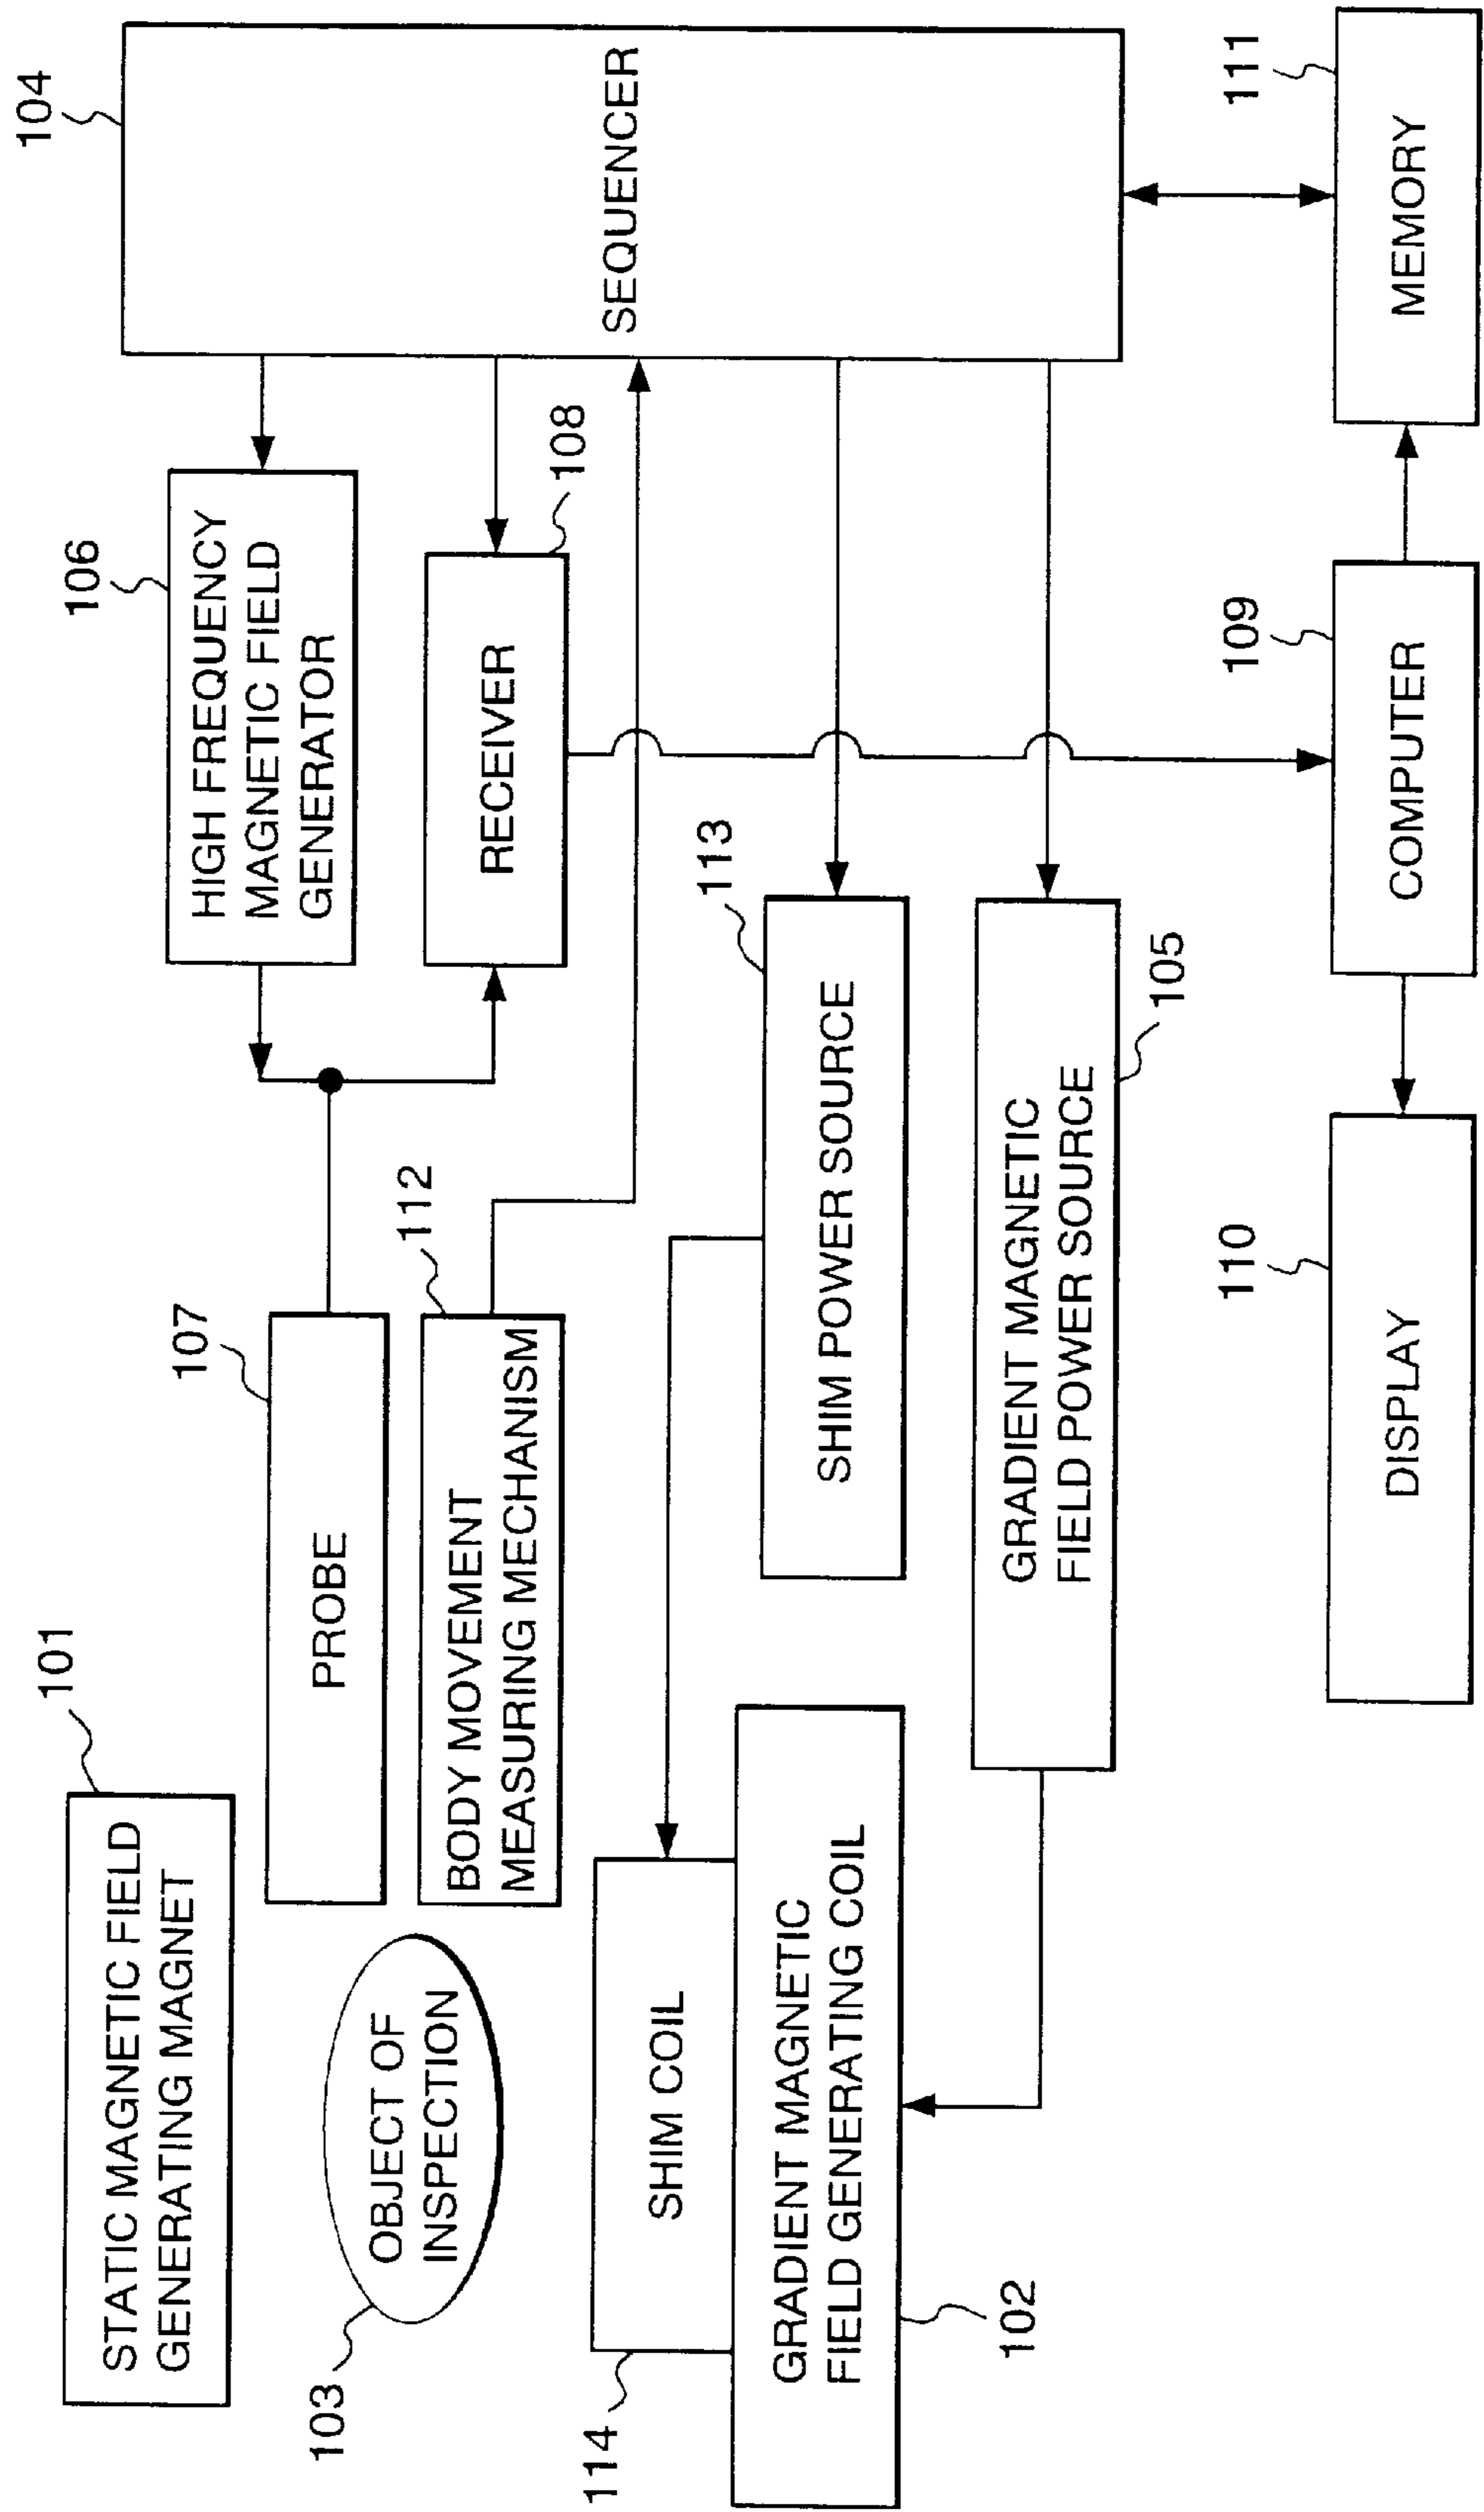 101
STATIC MAGNETIC FIELD
GENERATING MAGNET
103
OBJECT OF
INSPECTION
107
PROBE
112
BODY MOVEMENT
MEASURING MECHANISM
106
HIGH FREQUENCY
MAGNETIC FIELD
GENERATOR
108
RECEIVER
104
SEQUENCER
114
SHIM COIL
GRADIENT MAGNETIC
FIELD GENERATING COIL
102
113
SHIM POWER SOURCE
GRADIENT MAGNETIC
FIELD POWER SOURCE
105
110
DISPLAY
109
COMPUTER
111
MEMORY